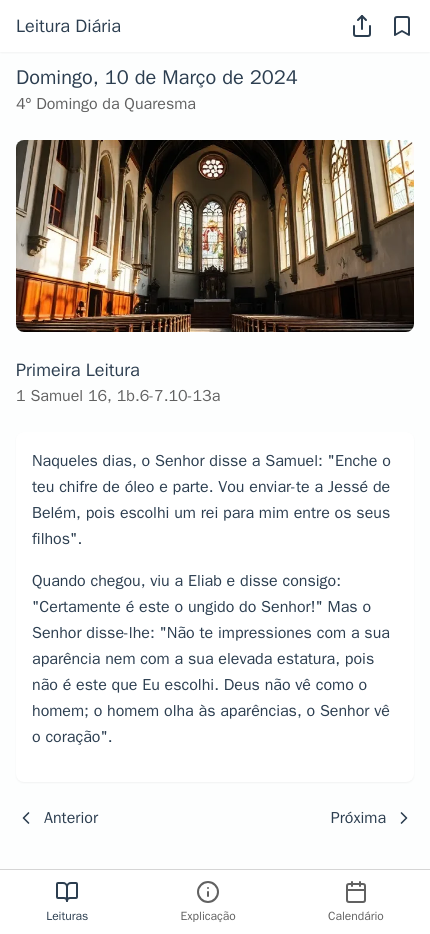 Leitura Diária
Domingo, 10 de Março de 2024
4º Domingo da Quaresma
Primeira Leitura
1 Samuel 16, 1b.6-7.10-13a
Naqueles dias, o Senhor disse a Samuel: "Enche o
teu chifre de óleo e parte. Vou enviar-te a Jessé de
Belém, pois escolhi um rei para mim entre os seus
filhos".
Quando chegou, viu a Eliab e disse consigo:
"Certamente é este o ungido do Senhor!" Mas o
Senhor disse-lhe: "Não te impressiones com a sua
aparência nem com a sua elevada estatura, pois
não é este que Eu escolhi. Deus não vê como o
homem; o homem olha às aparências, o Senhor vê
o coração".
Anterior
Próxima
Leituras
Explicação
Calendário